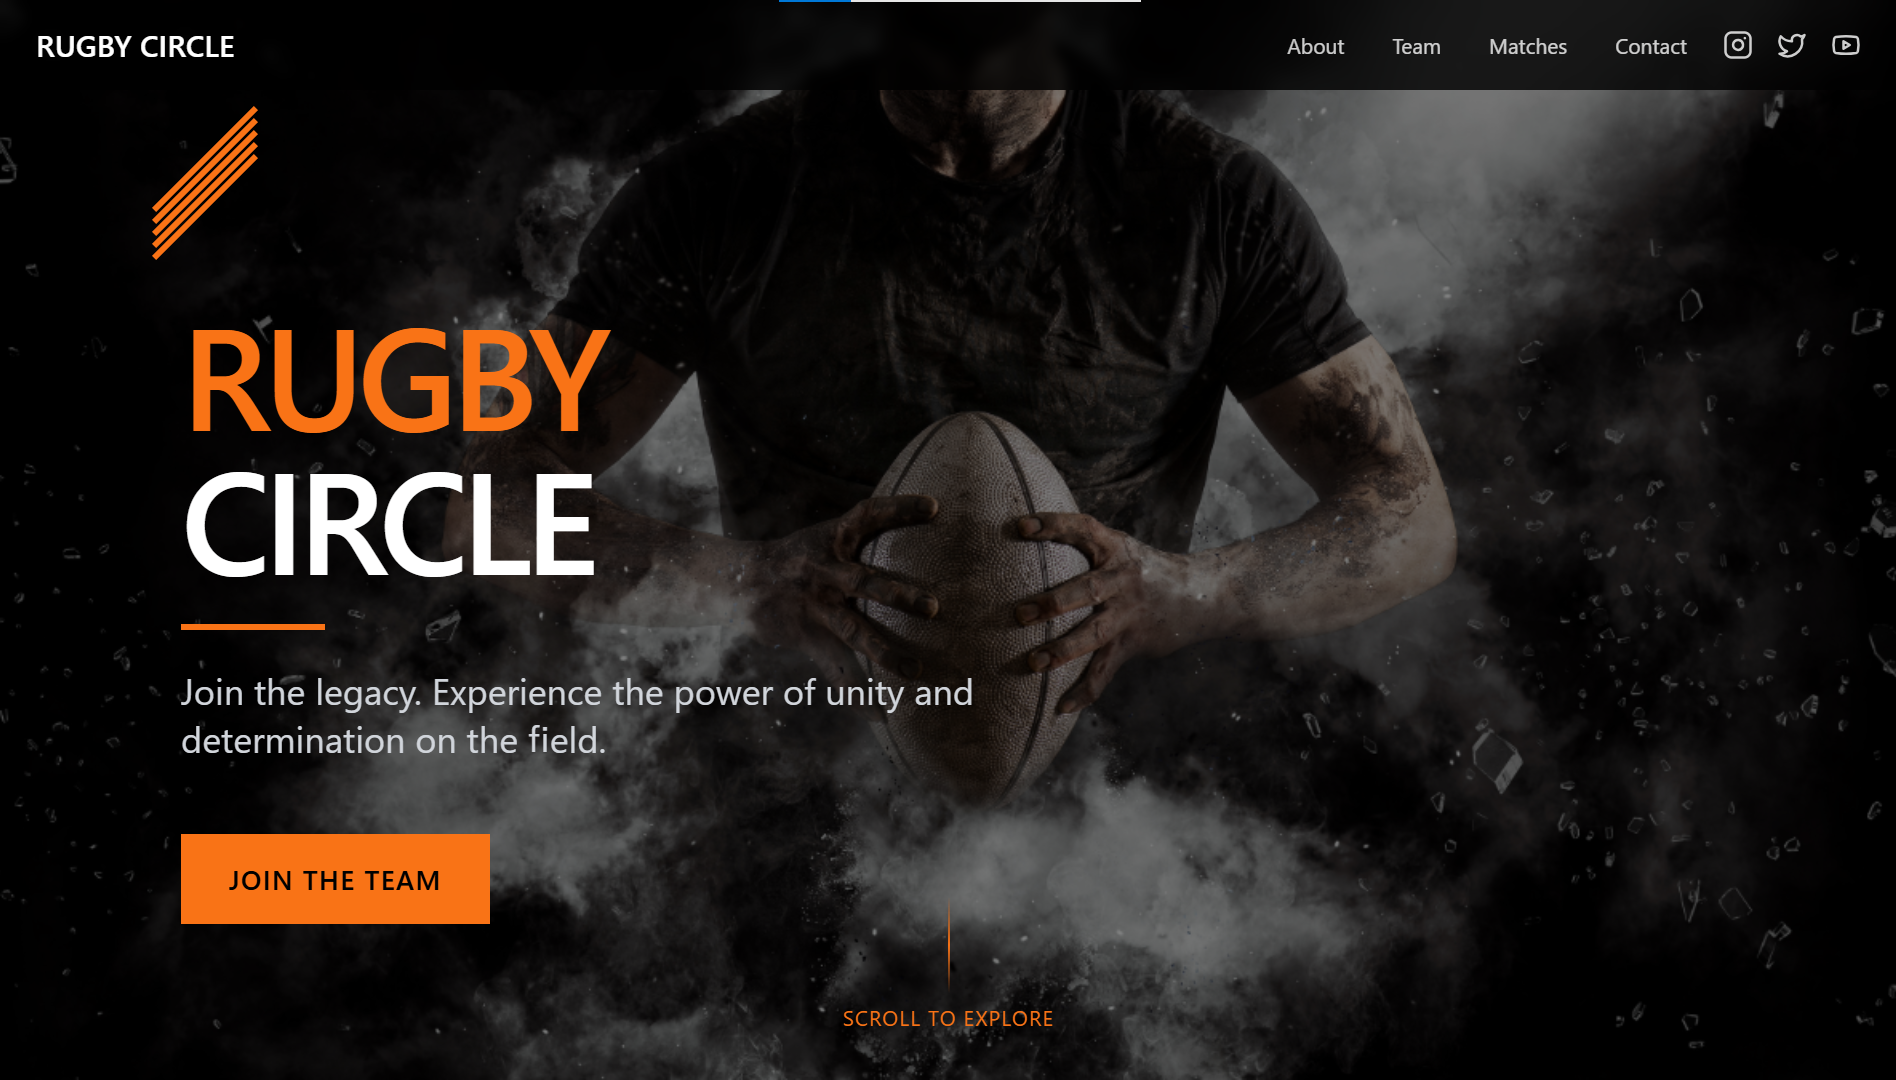 RUGBY CIRCLE
About
Team
Matches
Contact
RUGBY
CIRCLE
Join the legacy. Experience the power of unity and
determination on the field.
JOIN THE TEAM
SCROLL TO EXPLORE